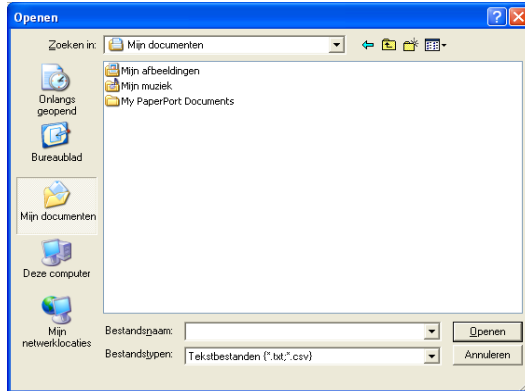 Openen
Zoeken in:
Mijn documenten
Mijn afbeeldingen
Mijn muziek
My PaperPort Documents
Onlangs
geopend
Bureaublad
Mijn documenten
Deze computer
Mijn
netwerklocaties
Bestandsnaam:
Openen
Bestandstypen:
Tekstbestanden (*.txt;*.csv)
Annuleren